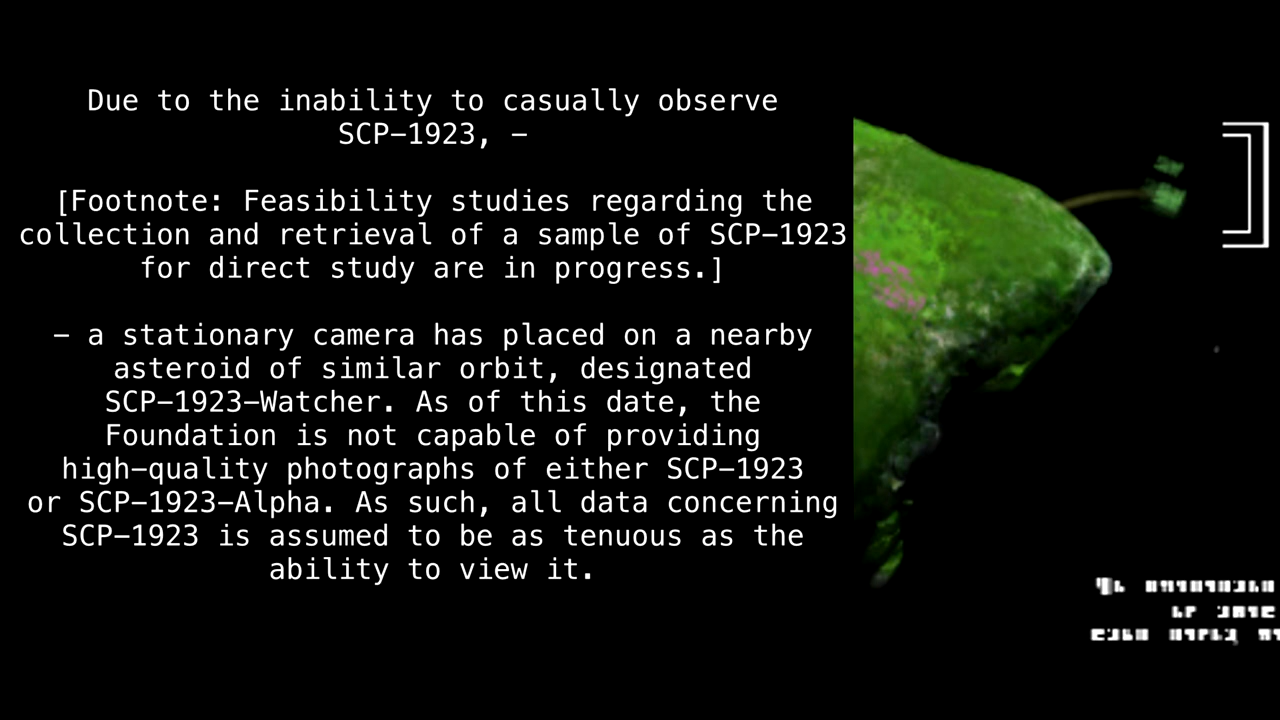 Due to the inability to casually observe
SCP-1923, -
[Footnote: Feasibility studies regarding the
collection and retrieval of a sample of SCP-1923
for direct study are in progress.]
- a stationary camera has placed on a nearby
asteroid of similar orbit, designated
SCP-1923-Watcher. As of this date, the
Foundation is not capable of providing
high-quality photographs of either SCP-1923
or SCP-1923-Alpha. As such, all data concerning
SCP-1923 is assumed to be as tenuous as the
ability to view it.